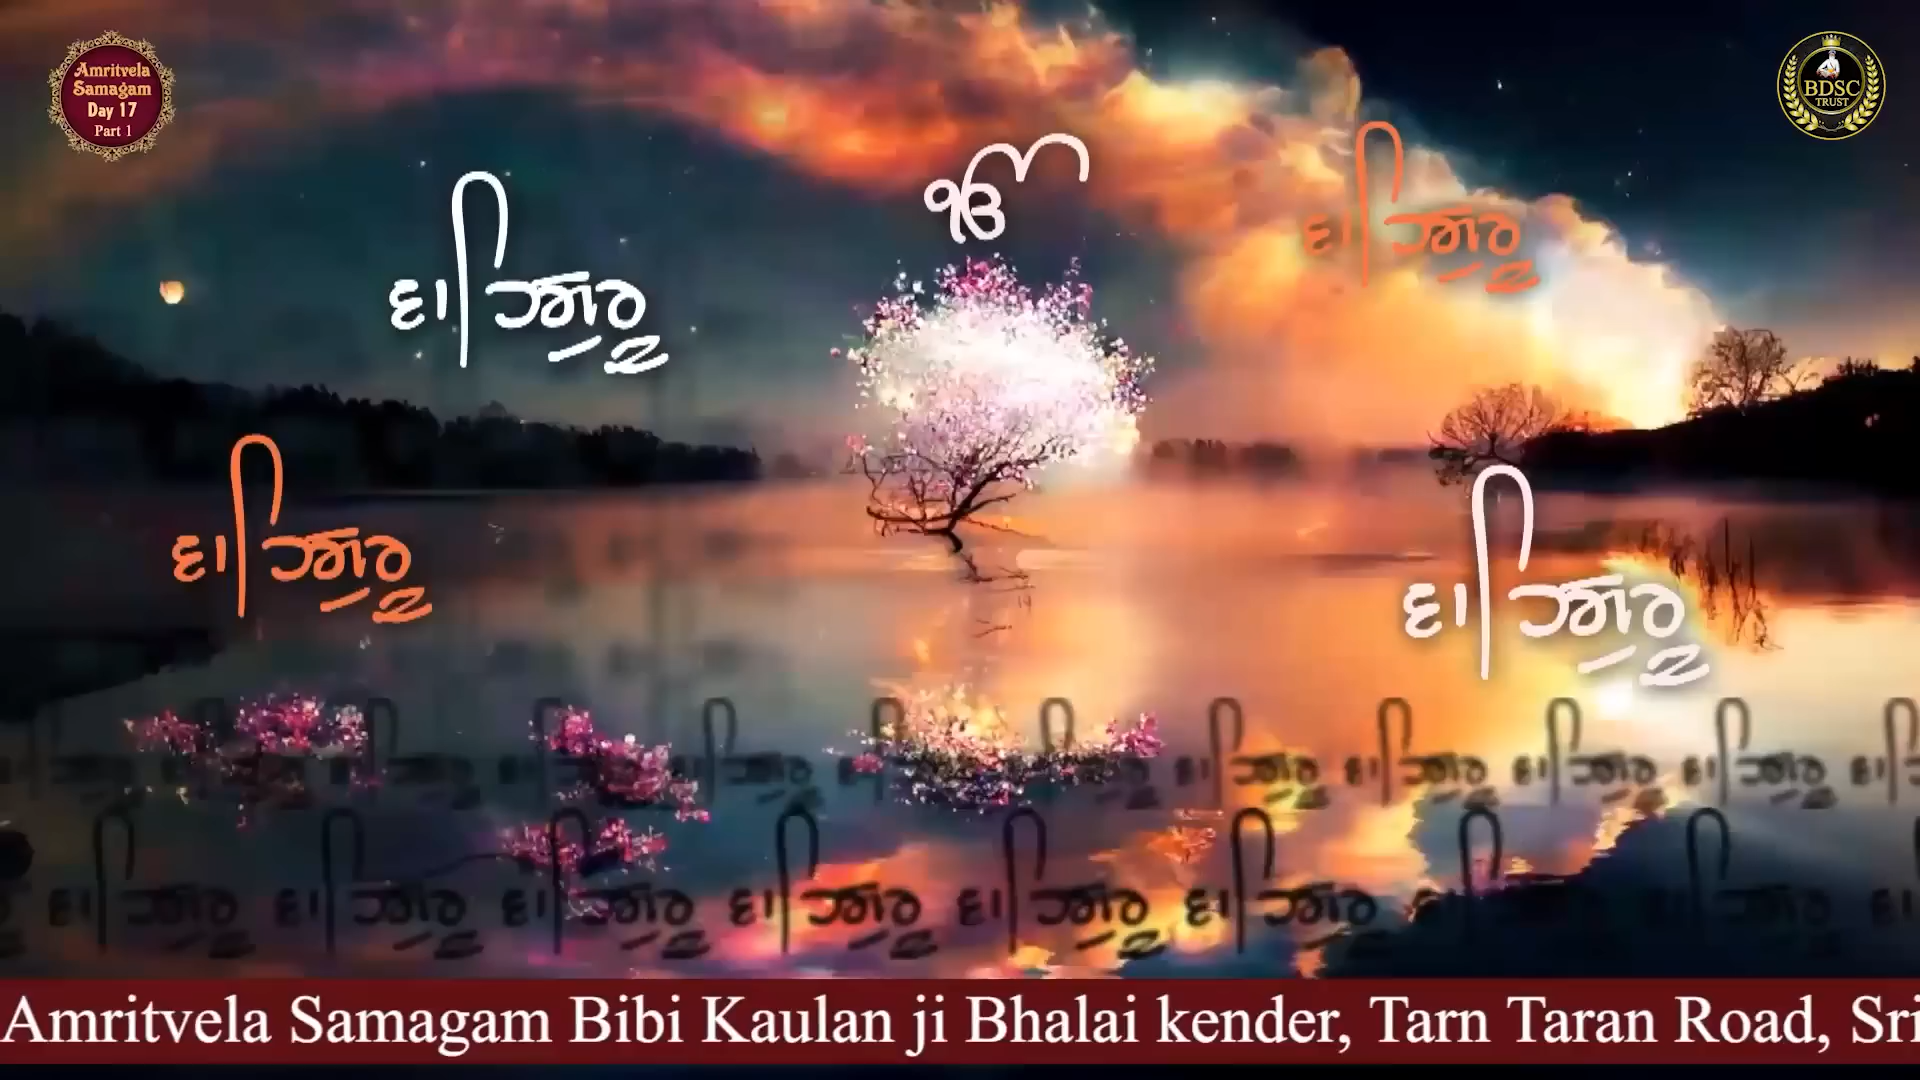 Amritvela
Samagam
Day 17
Part 1
BDSC
TRUST
ੴ
ਵਾਹਿਗੁਰੂ
ਵਾਹਿਗੁਰੂ
ਵਾਹਿਗੁਰੂ
ਵਾਹਿਗੁਰੂ
ਵਾਹਿਗੁਰੂ ਵਾਹਿਗੁਰੂ ਵਾਹਿਗੁਰੂ ਵਾਹਿਗੁਰੂ ਵਾਹਿਗੁਰੂ ਵਾਹਿਗੁਰੂ ਵਾਹਿਗੁਰੂ ਵਾਹਿਗੁਰੂ ਵਾਹਿਗੁਰੂ ਵਾਹਿਗੁਰੂ
ਵਾਹਿਗੁਰੂ ਵਾਹਿਗੁਰੂ ਵਾਹਿਗੁਰੂ ਵਾਹਿਗੁਰੂ ਵਾਹਿਗੁਰੂ ਵਾਹਿਗੁਰੂ ਵਾਹਿਗੁਰੂ ਵਾਹਿਗੁਰੂ
Amritvela Samagam Bibi Kaulan ji Bhalai kender, Tarn Taran Road, Sri